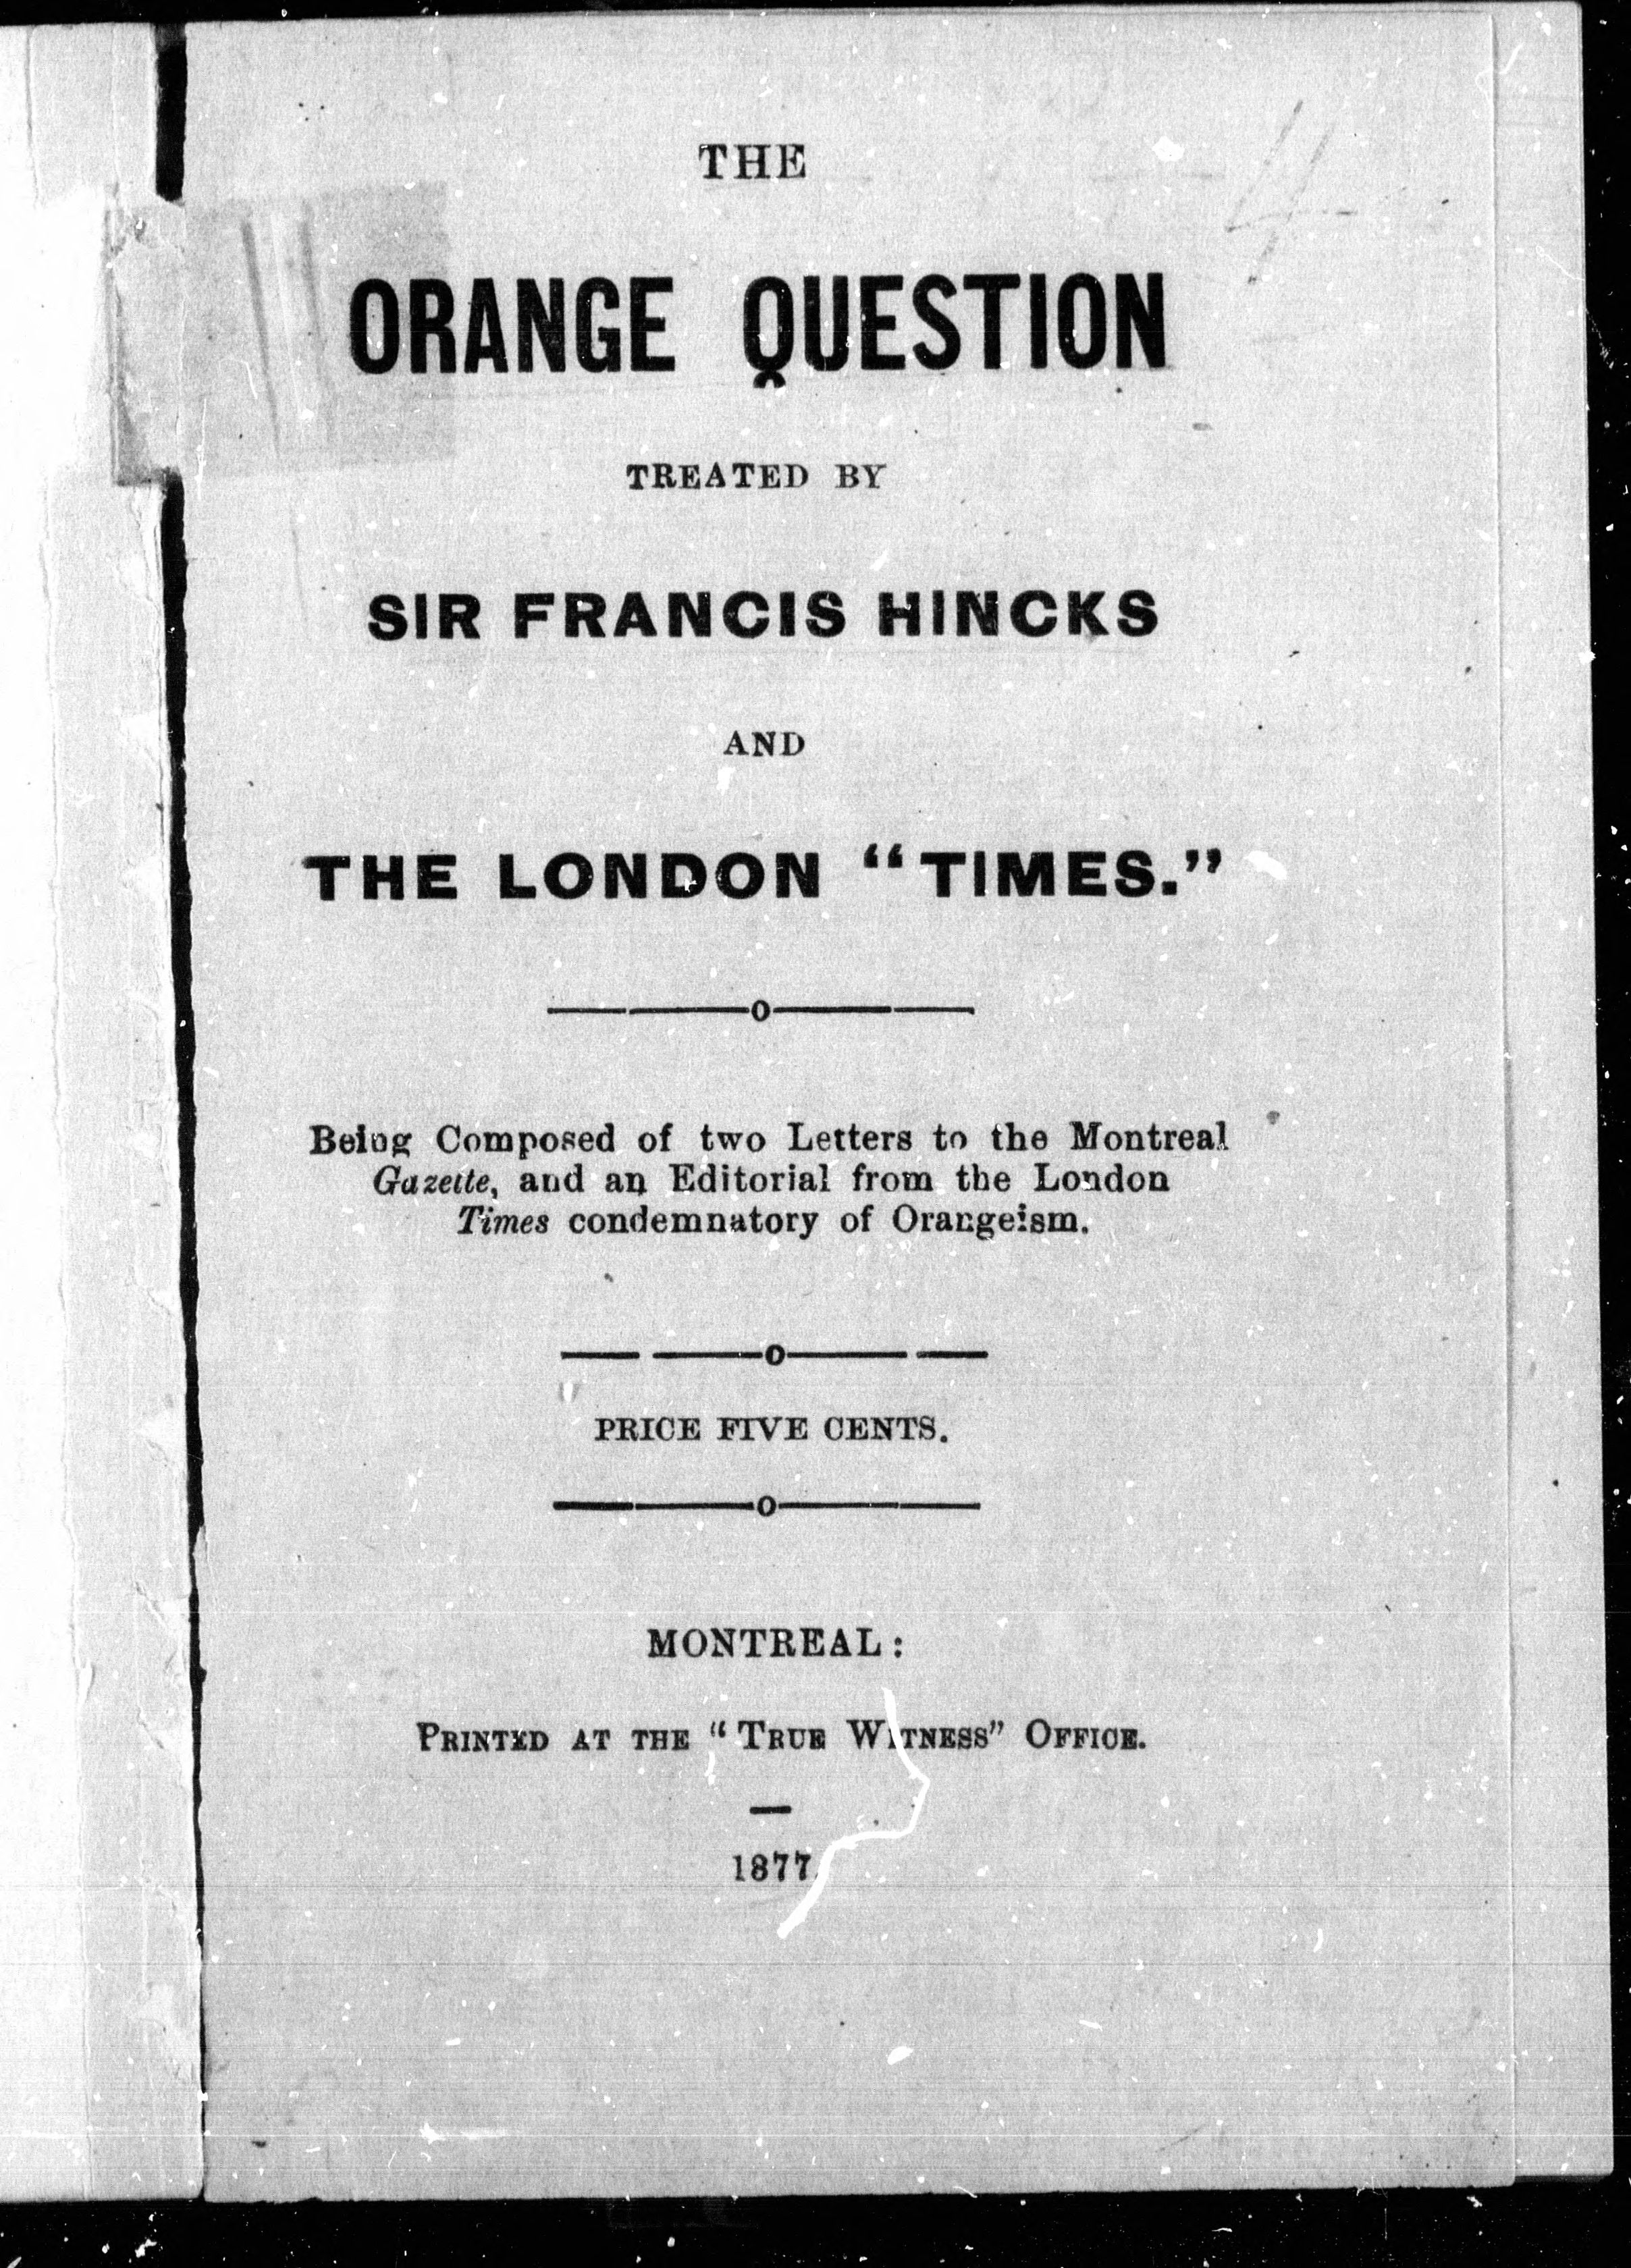 THE
ORANGE QUESTION
TREATED BY
SIR FRANCIS HINCKS
AND
THE LONDON “TIMES.”
o
Being Composed of two Letters to the Montreal
Gazette, and an Editorial from the London
Times condemnatory of Orangeism.
o
PRICE FIVE CENTS.
o
MONTREAL:
PRINTED AT THE “TRUE WITNESS” OFFICE.
1877.